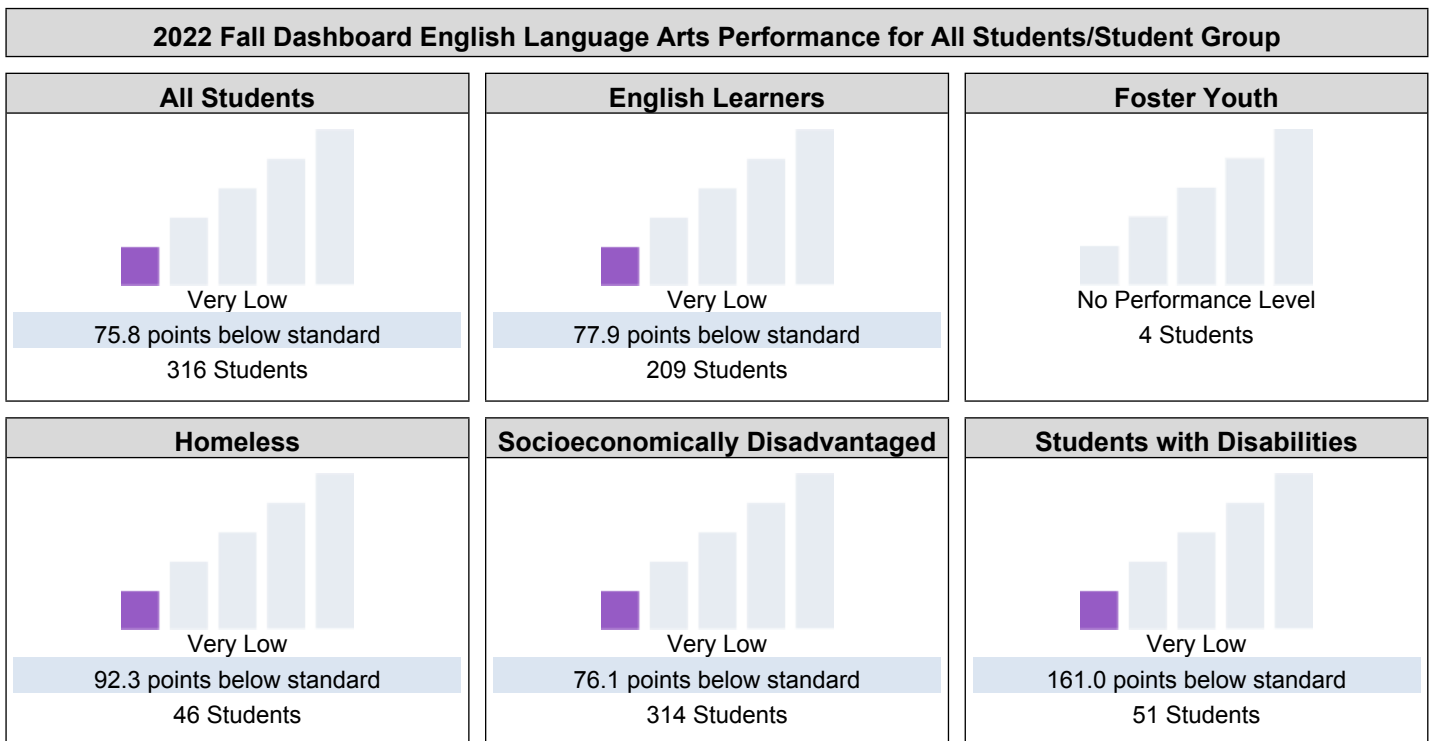 2022 Fall Dashboard English Language Arts Performance for All Students/Student Group
All Students
Very Low
75.8 points below standard
316 Students
English Learners
Very Low
77.9 points below standard
209 Students
Foster Youth
No Performance Level
4 Students
Homeless
Very Low
92.3 points below standard
46 Students
Socioeconomically Disadvantaged
Very Low
76.1 points below standard
314 Students
Students with Disabilities
Very Low
161.0 points below standard
51 Students